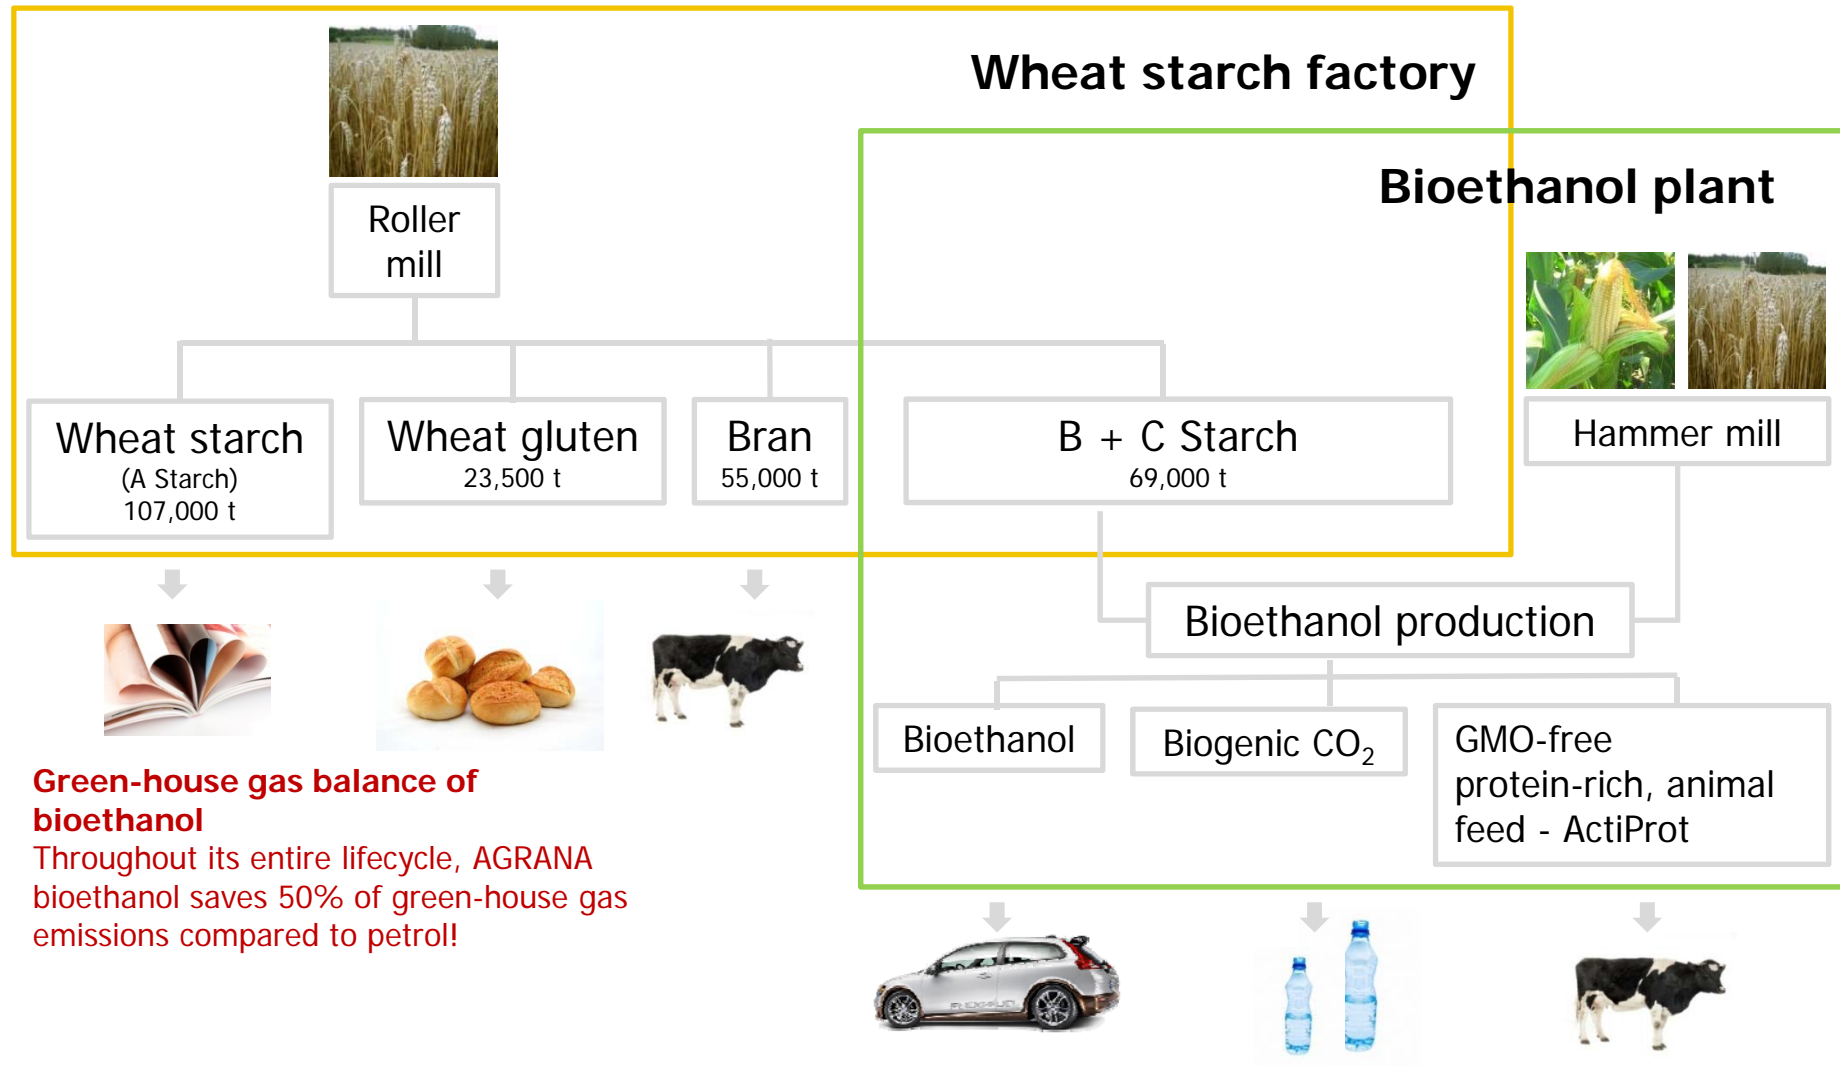 Wheat starch factory
Bioethanol plant
Roller
mill
Wheat starch
(A Starch)
107,000 t
Wheat gluten
23,500 t
Bran
55,000 t
B + C Starch
69,000 t
Hammer mill
Bioethanol production
Bioethanol
Biogenic CO₂
GMO-free
protein-rich, animal
feed - ActiProt
Green-house gas balance of
bioethanol
Throughout its entire lifecycle, AGRANA
bioethanol saves 50% of green-house gas
emissions compared to petrol!